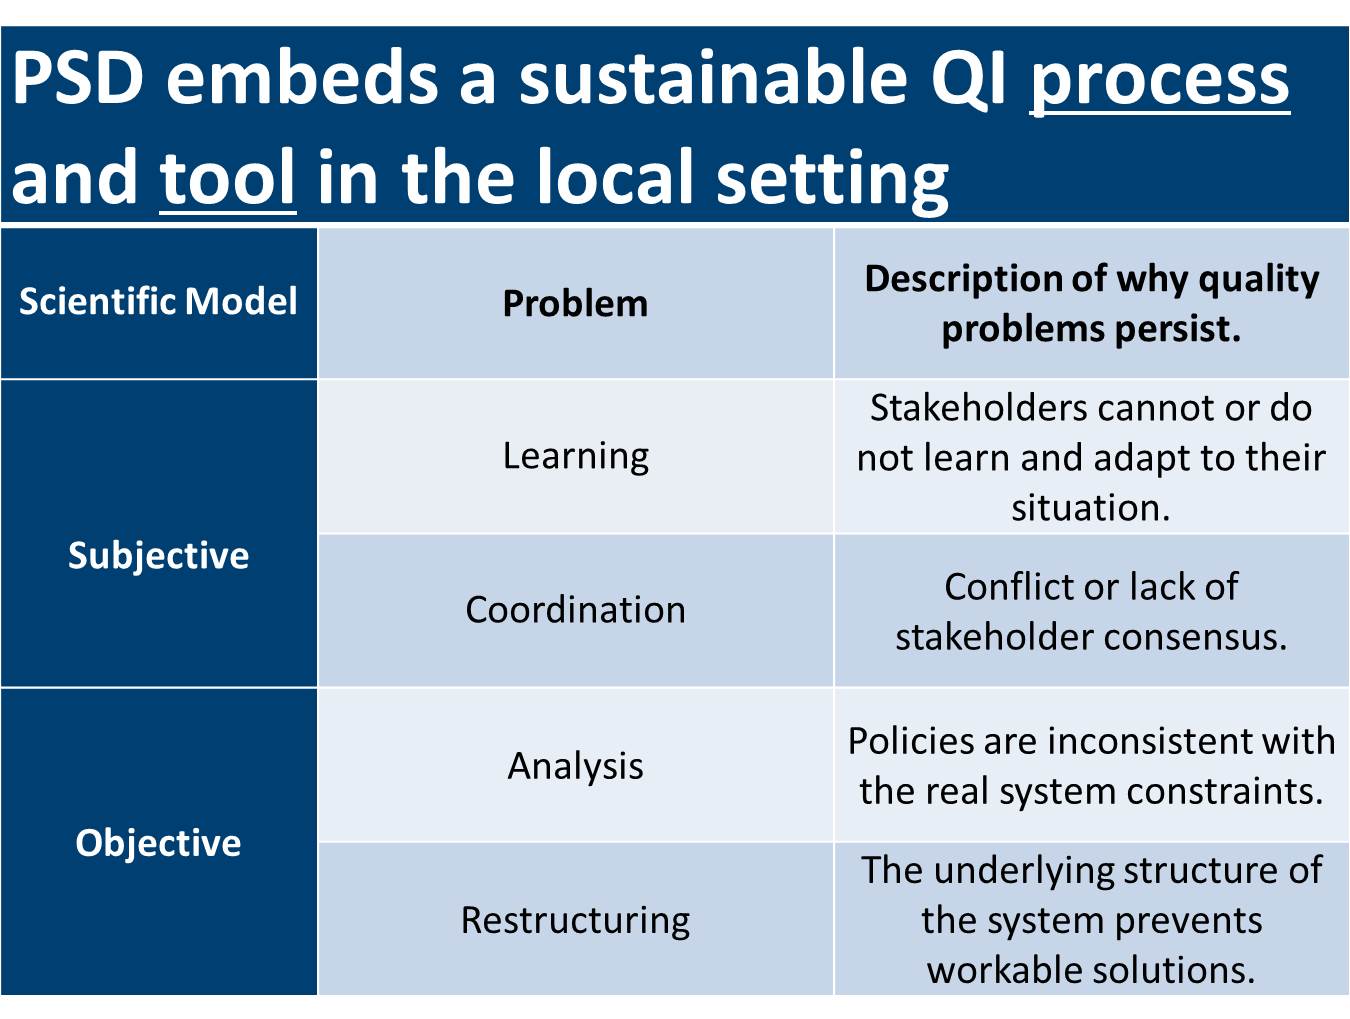 PSD embeds a sustainable QI process
and tool in the local setting
Scientific Model
Problem
Description of why quality
problems persist.
Subjective
Learning
Stakeholders cannot or do
not learn and adapt to their
situation.
Coordination
Conflict or lack of
stakeholder consensus.
Objective
Analysis
Policies are inconsistent with
the real system constraints.
Restructuring
The underlying structure of
the system prevents
workable solutions.